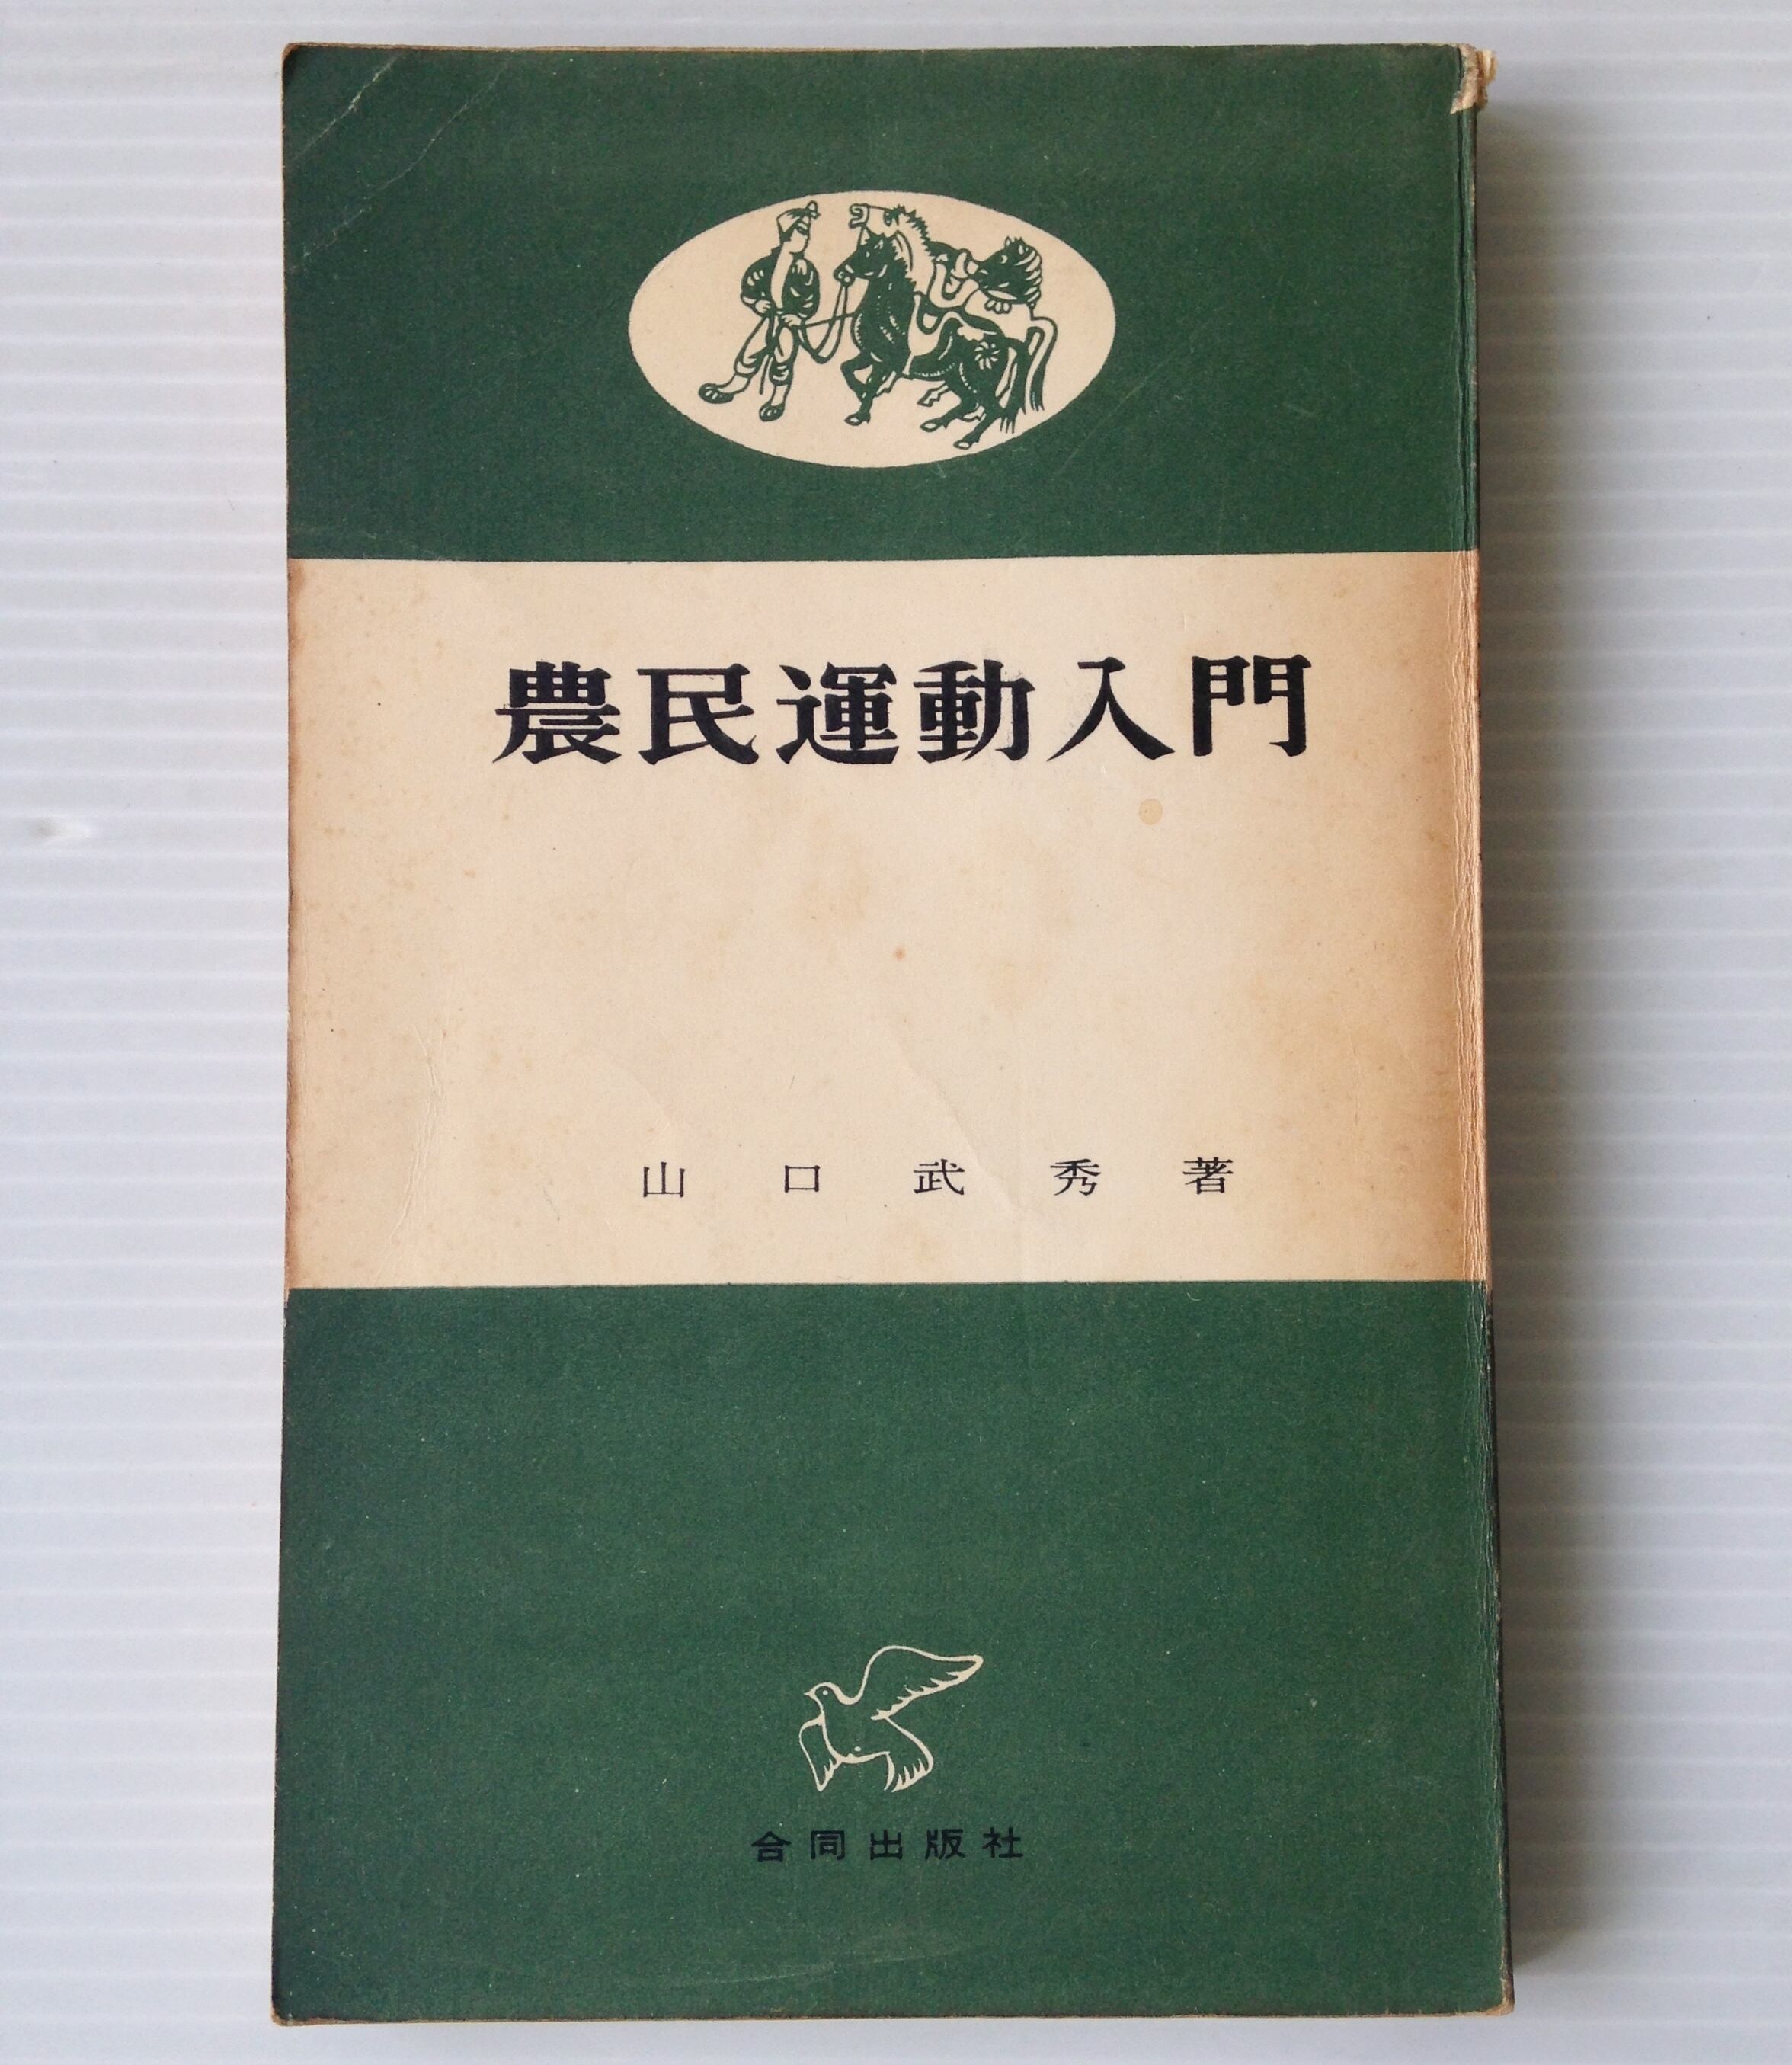 農民運動入門
山口武秀著
合同出版社